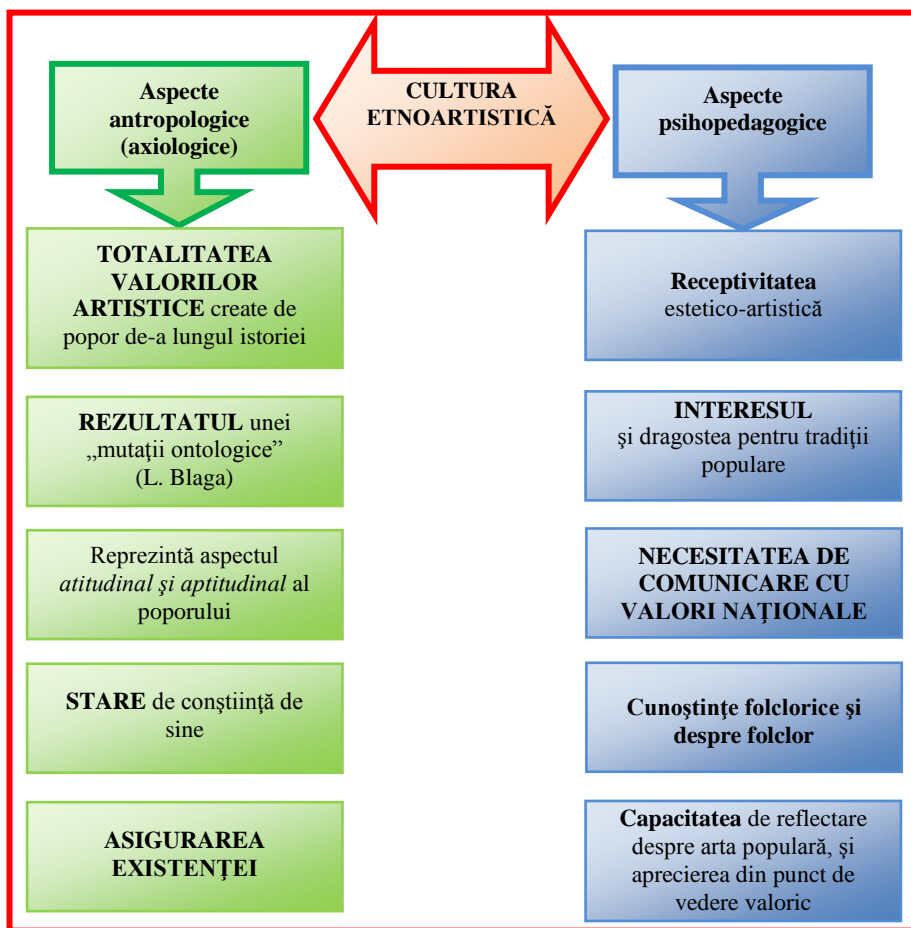 Aspecte
antropologice
(axiologice)
CULTURA
ETNOARTISTICĂ
Aspecte
psihopedagogice
TOTALITATEA
VALORILOR
ARTISTICE create de
popor de-a lungul istoriei
REZULTATUL unei
„mutaţii ontologice”
(L. Blaga)
Reprezintă aspectul
atitudinal şi aptitudinal al
poporului
STARE de conştiinţă de
sine
ASIGURAREA
EXISTENŢEI
Receptivitatea
estetico-artistică
INTERESUL
şi dragostea pentru tradiţii
populare
NECESITATEA DE
COMUNICARE CU
VALORI NAŢIONALE
Cunoştinţe folclorice şi
despre folclor
Capacitatea de reflectare
despre arta populară, şi
aprecierea din punct de
vedere valoric